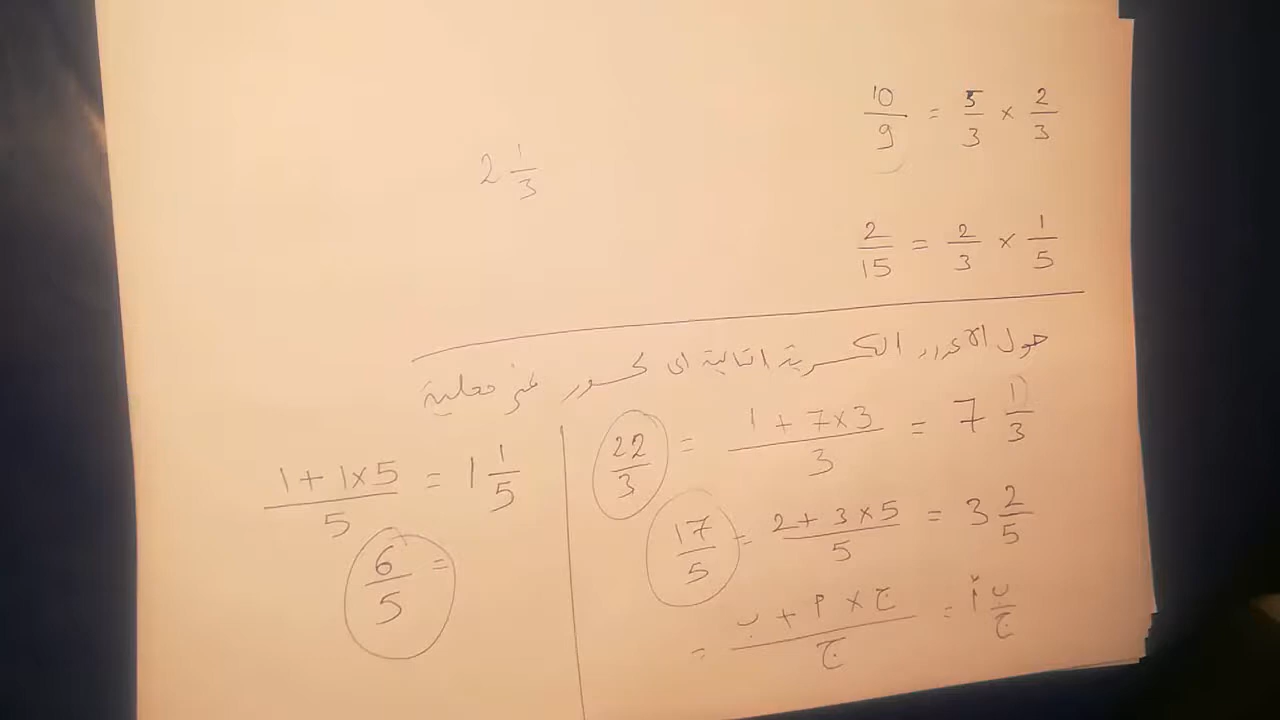 10/9 = 5/3 × 2/3
2 1/3
2/15 = 2/3 × 1/5
حول الاعداد الكسرية التالية الى كسور غير فعلية
22/3 = (1 + 7×3)/3 = 7 1/3
17/5 = (2 + 3×5)/5 = 3 2/5
= (ب + أ × ج)/ج = أ ب/ج
(1 + 1×5)/5 = 1 1/5
6/5 =